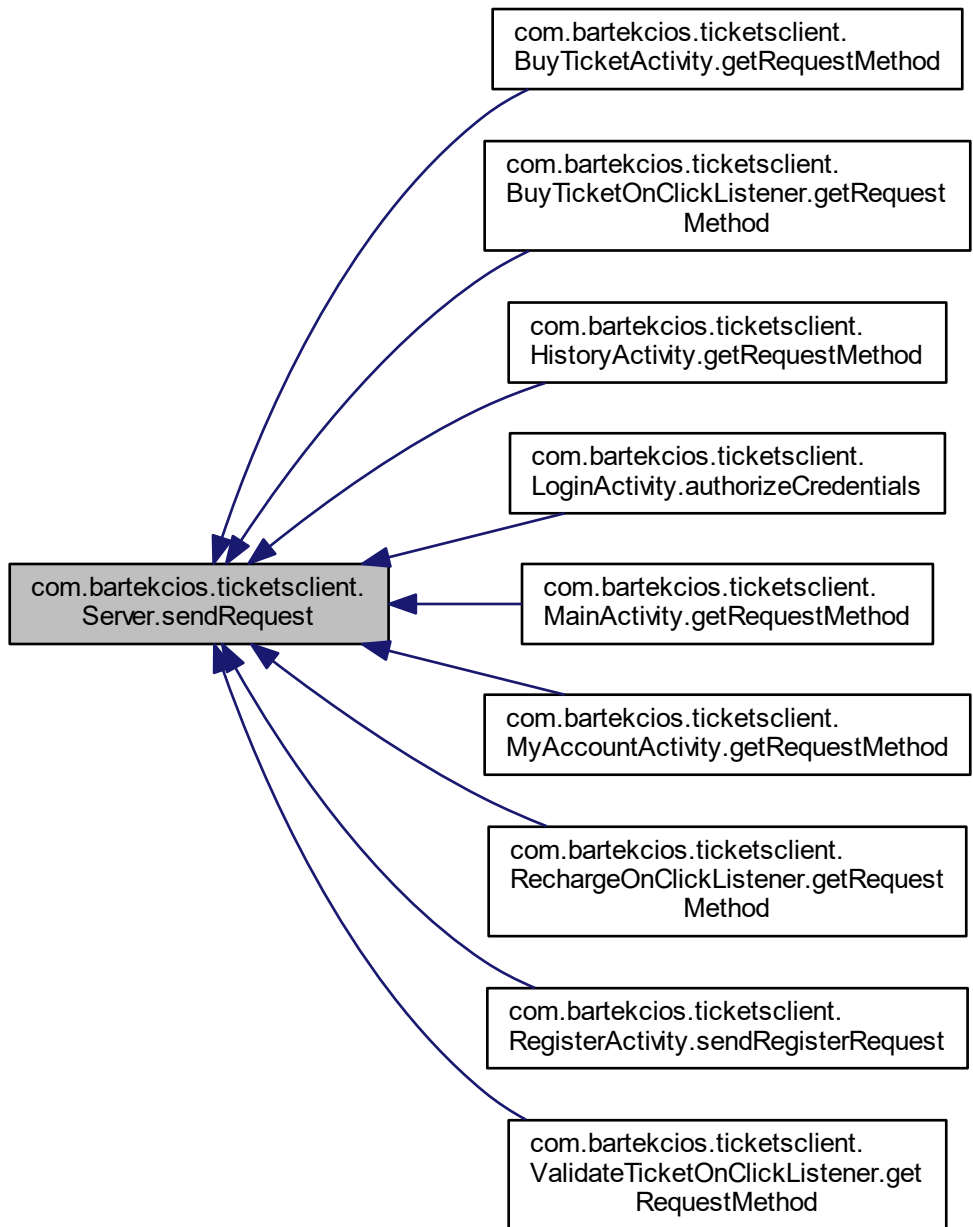 com.bartekcios.ticketsclient.
BuyTicketActivity.getRequestMethod
com.bartekcios.ticketsclient.
BuyTicketOnClickListener.getRequest
Method
com.bartekcios.ticketsclient.
HistoryActivity.getRequestMethod
com.bartekcios.ticketsclient.
LoginActivity.authorizeCredentials
com.bartekcios.ticketsclient.
Server.sendRequest
com.bartekcios.ticketsclient.
MainActivity.getRequestMethod
com.bartekcios.ticketsclient.
MyAccountActivity.getRequestMethod
com.bartekcios.ticketsclient.
RechargeOnClickListener.getRequest
Method
com.bartekcios.ticketsclient.
RegisterActivity.sendRegisterRequest
com.bartekcios.ticketsclient.
ValidateTicketOnClickListener.get
RequestMethod